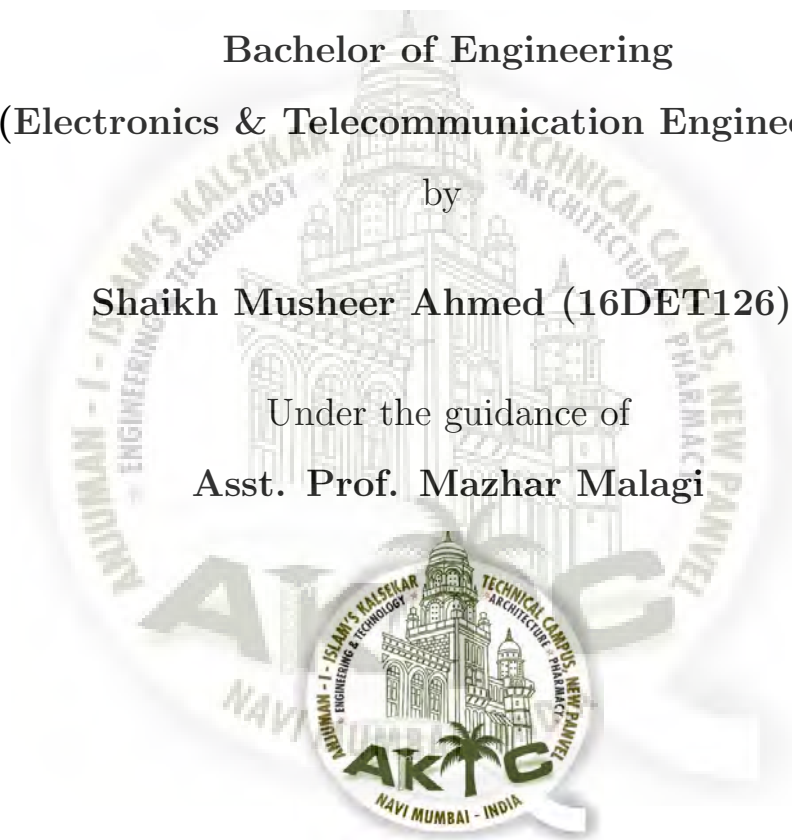 Bachelor of Engineering
(Electronics & Telecommunication Enginee
by
Shaikh Musheer Ahmed (16DET126)
Under the guidance of
Asst. Prof. Mazhar Malagi
ANJUMAN - I - ISLAM'S KALSEKAR TECHNICAL CAMPUS, NEW PANVEL
ENGINEERING & TECHNOLOGY ARCHITECTURE PHARMACY
AKTC
NAVI MUMBAI - INDIA